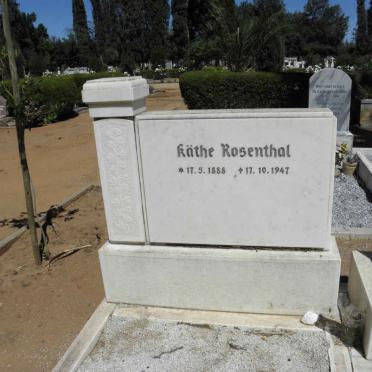 Käthe Rosenthal
* 17.5.1888 ✝ 17.10.1947